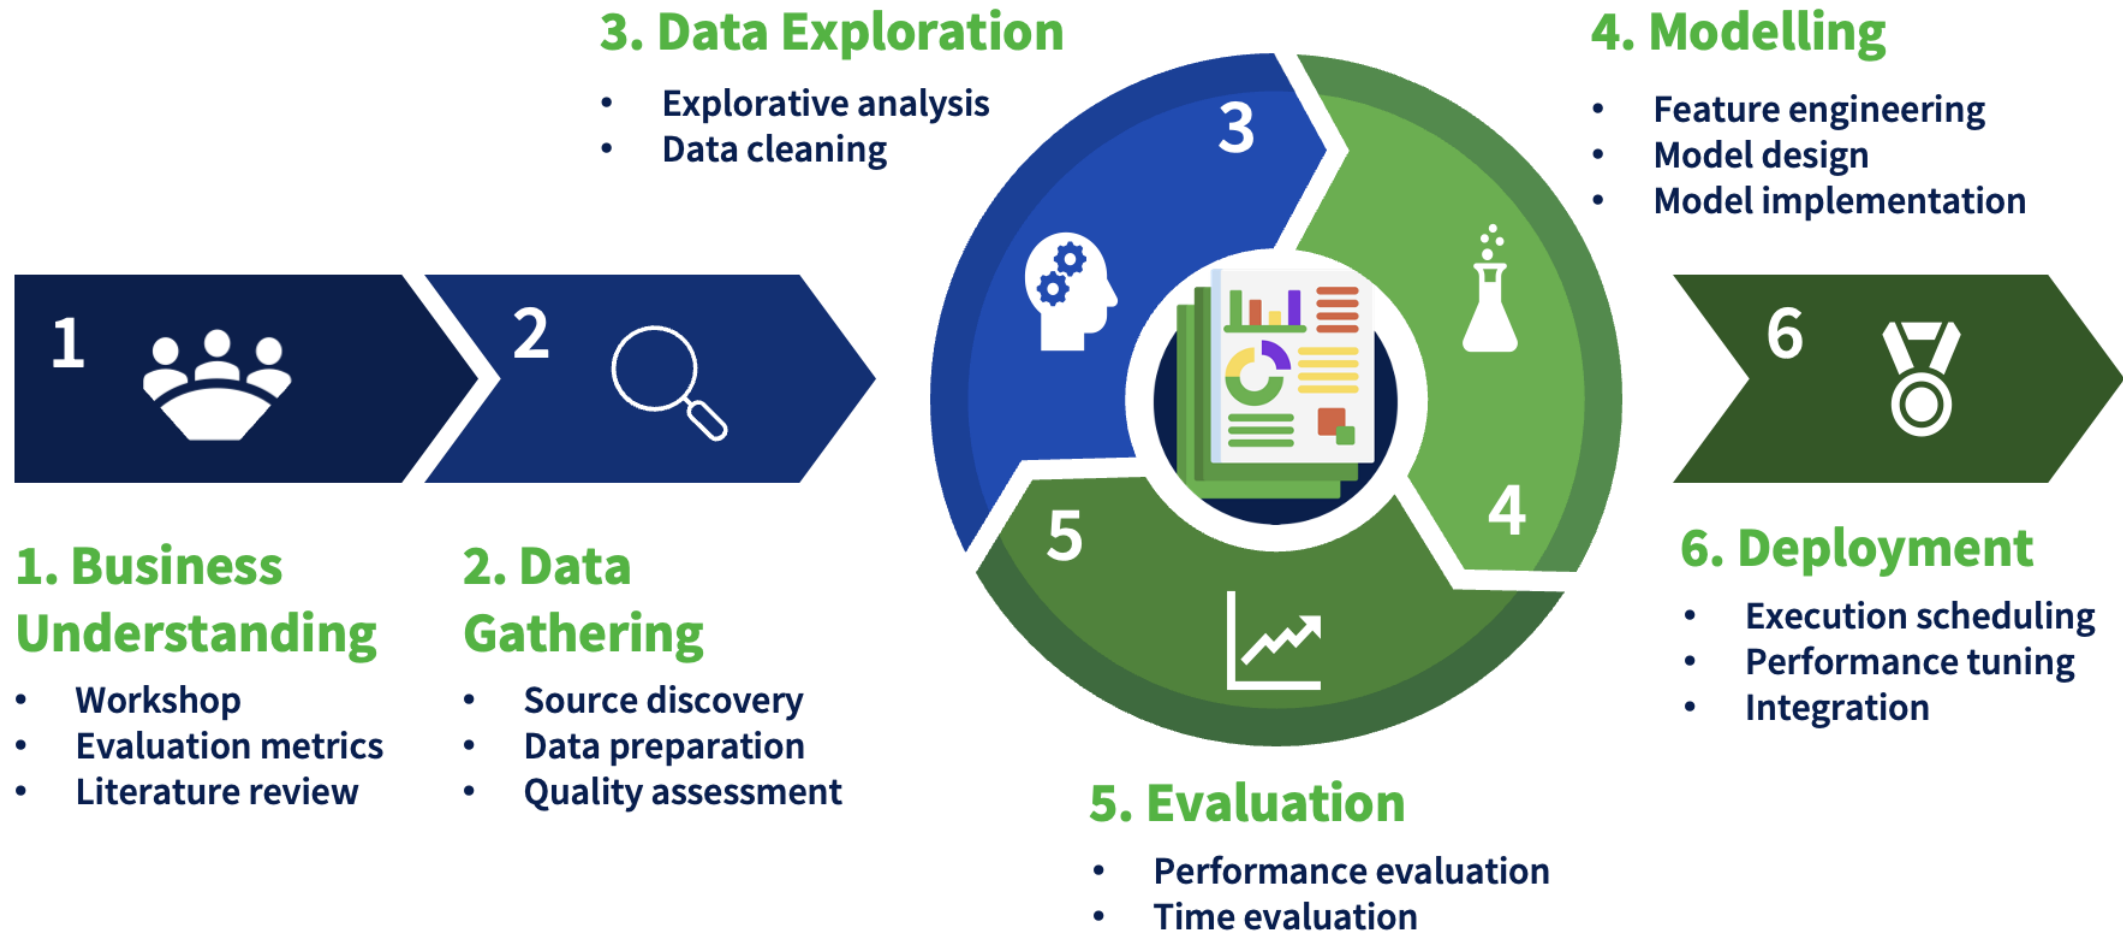 3. Data Exploration
• Explorative analysis
• Data cleaning
4. Modelling
• Feature engineering
• Model design
• Model implementation
1
2
3
4
5
6
1. Business
Understanding
• Workshop
• Evaluation metrics
• Literature review
2. Data
Gathering
• Source discovery
• Data preparation
• Quality assessment
5. Evaluation
• Performance evaluation
• Time evaluation
6. Deployment
• Execution scheduling
• Performance tuning
• Integration